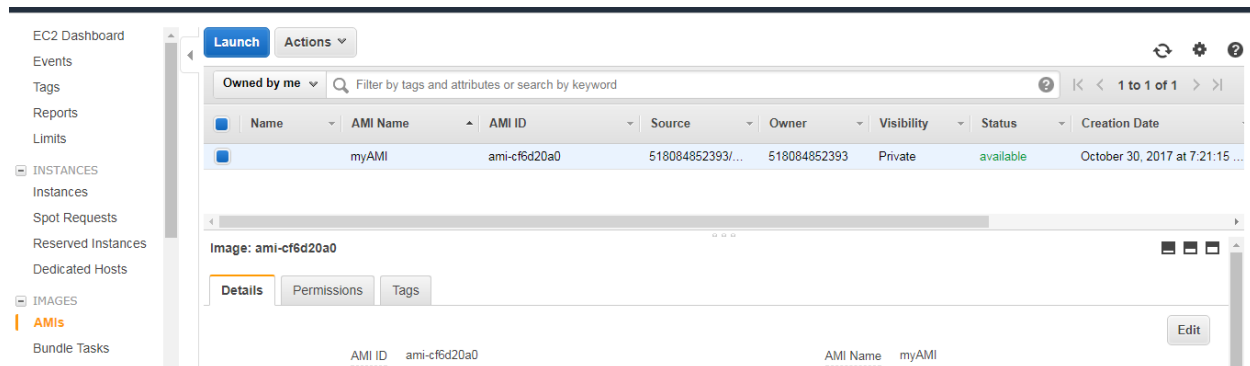 EC2 Dashboard
Events
Tags
Reports
Limits
INSTANCES
Instances
Spot Requests
Reserved Instances
Dedicated Hosts
IMAGES
AMIs
Bundle Tasks
Launch Actions
Owned by me Filter by tags and attributes or search by keyword 1 to 1 of 1
Name AMI Name AMI ID Source Owner Visibility Status Creation Date
myAMI ami-cf6d20a0 518084852393/... 518084852393 Private available October 30, 2017 at 7:21:15 ...
Image: ami-cf6d20a0
Details Permissions Tags
Edit
AMI ID ami-cf6d20a0 AMI Name myAMI